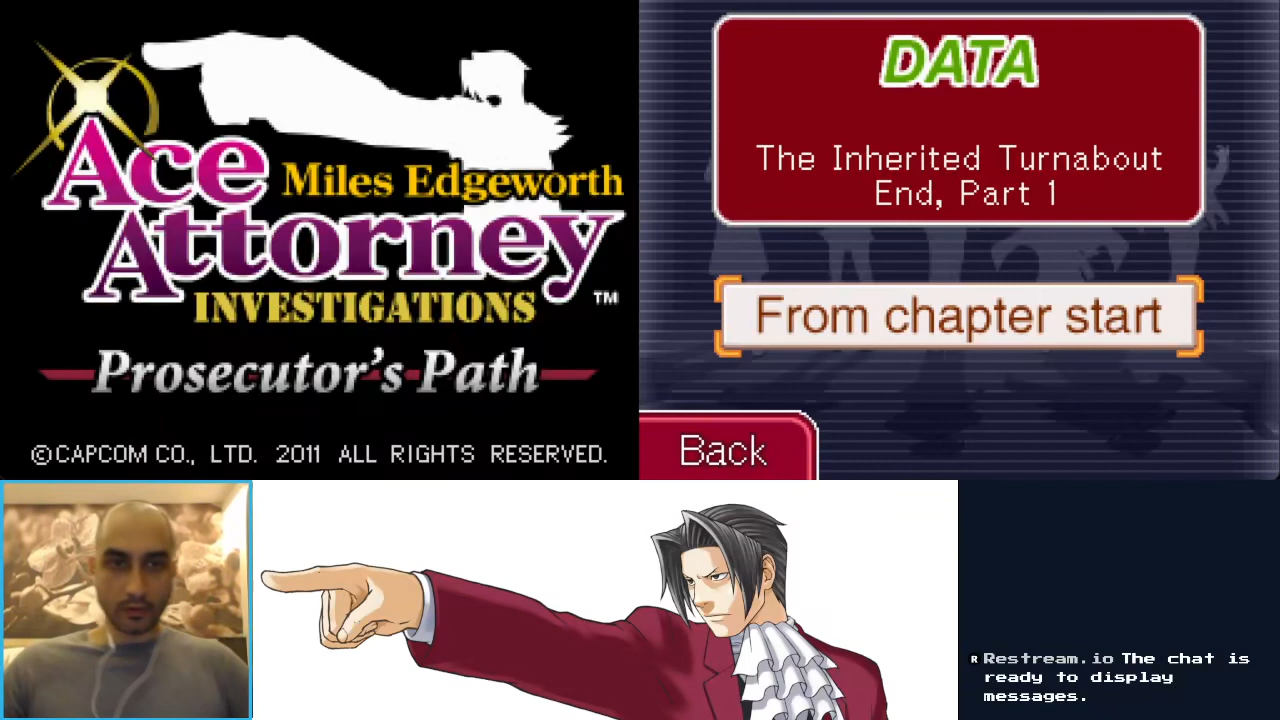 Ace
Miles Edgeworth
Attorney
INVESTIGATIONS
TM
Prosecutor's Path
©CAPCOM CO., LTD. 2011 ALL RIGHTS RESERVED.
DATA
The Inherited Turnabout
End, Part 1
From chapter start
Back
R Restream.io The chat is
ready to display
messages.